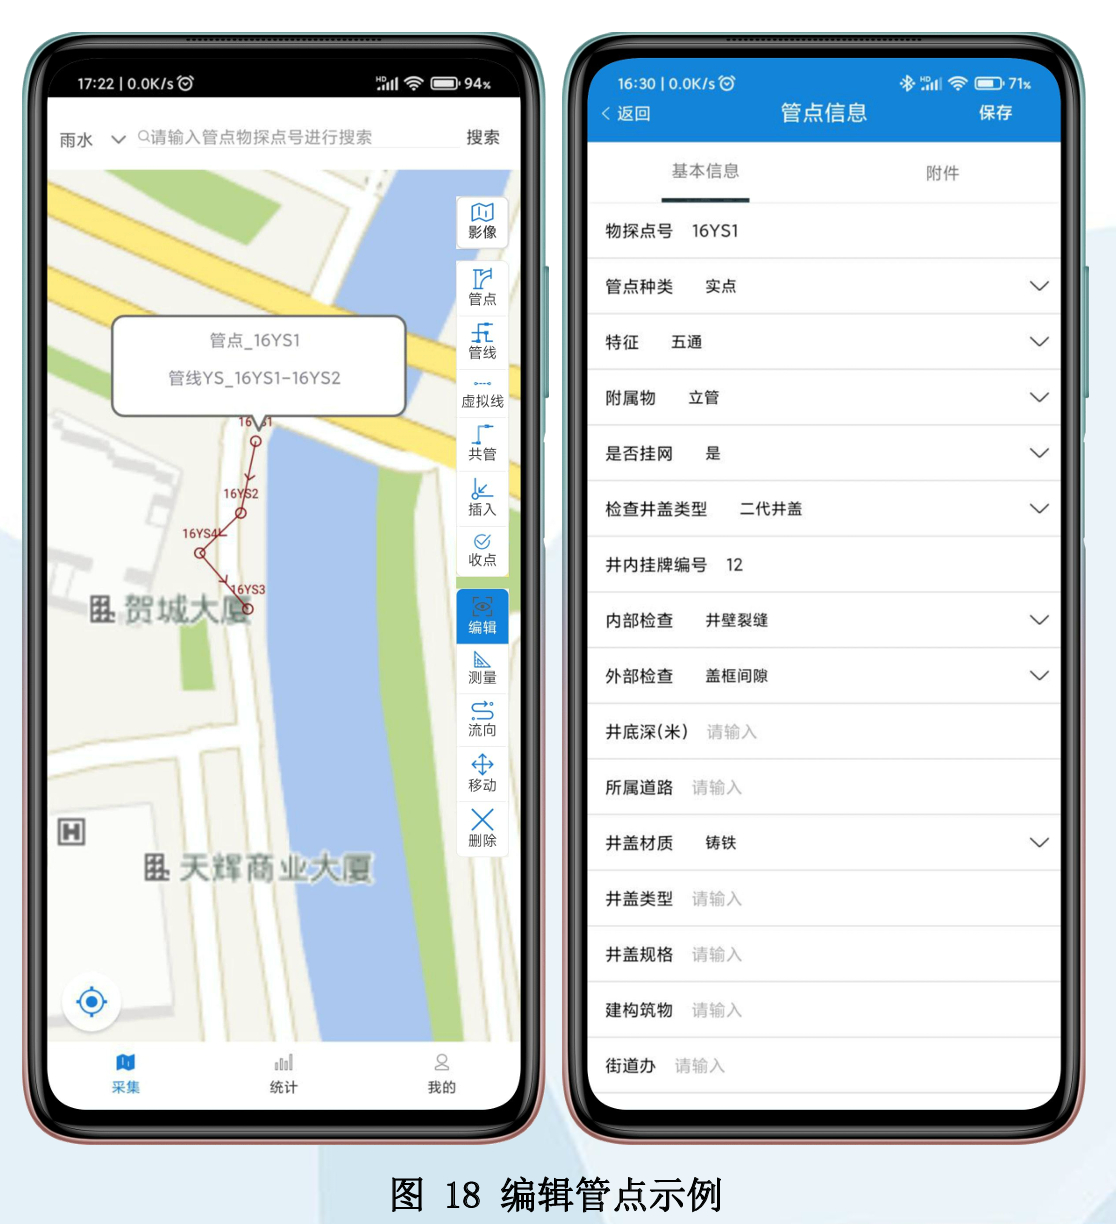 17:22 | 0.0K/s
HD
94%
雨水
请输入管点物探点号进行搜索
搜索
影像
管点
管线
虚拟线
共管
插入
收点
编辑
测量
流向
移动
删除
管点_16YS1
管线YS_16YS1-16YS2
16YS2
16YS4
16YS3
贺城大厦
H
天辉商业大厦
采集
统计
我的
16:30 | 0.0K/s
HD
71%
返回
管点信息
保存
基本信息
附件
物探点号 16YS1
管点种类 实点
特征 五通
附属物 立管
是否挂网 是
检查井盖类型 二代井盖
井内挂牌编号 12
内部检查 井壁裂缝
外部检查 盖框间隙
井底深(米) 请输入
所属道路 请输入
井盖材质 铸铁
井盖类型 请输入
井盖规格 请输入
建构筑物 请输入
街道办 请输入
图 18 编辑管点示例